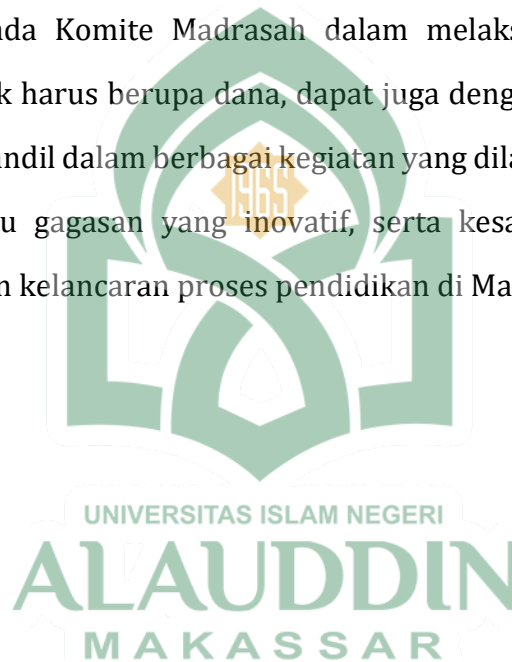 nda Komite Madrasah dalam melaks
k harus berupa dana, dapat juga deng
andil dalam berbagai kegiatan yang dila
u gagasan yang inovatif, serta kesa
n kelancaran proses pendidikan di Ma
1965
UNIVERSITAS ISLAM NEGERI
ALAUDDIN
MAKASSAR